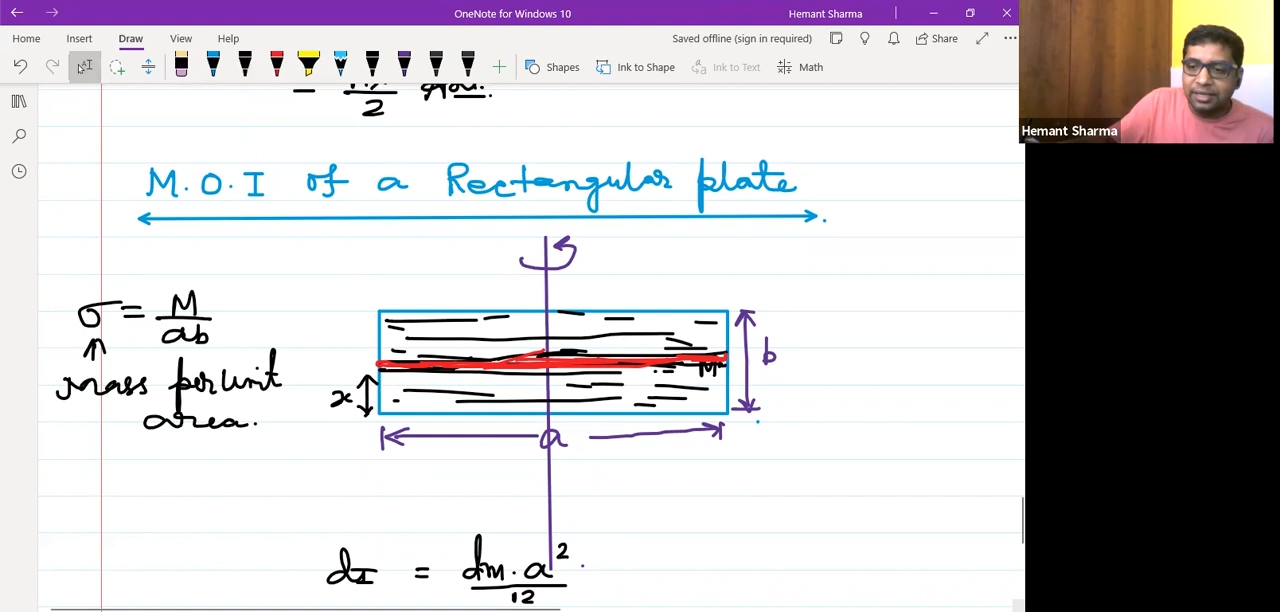 OneNote for Windows 10
Hemant Sharma
Home Insert Draw View Help
Saved offline (sign in required)
Share
Shapes
Ink to Shape
Ink to Text
Math
Hemant Sharma
=
2
M.O.I of a Rectangular plate
σ = M/ab
mass per unit
area.
M
b
x
a
dI = dm · a²/12